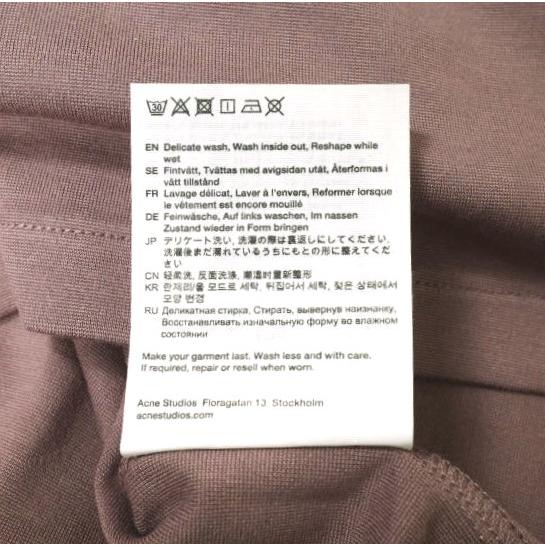 30
EN Delicate wash, Wash inside out, Reshape while
wet
SE Fintvätt, Tvättas med avigsidan utåt, Återformas i
vått tillstånd
FR Lavage délicat, Laver à l'envers, Reformer lorsque
le vêtement est encore mouillé
DE Feinwäsche, Auf links waschen, Im nassen
Zustand wieder in Form bringen
JP デリケート洗い, 洗濯の際は裏返しにしてください,
洗濯後まだ濡れているうちにもとの形に整えてくだ
さい
CN 轻柔洗, 反面洗涤, 潮湿时重新整形
KR 란제리/울 모드로 세탁, 뒤집어서 세탁, 젖은 상태에서
모양 변경
RU Деликатная стирка, Стирать, вывернув наизнанку,
Восстанавливать изначальную форму во влажном
состоянии
Make your garment last. Wash less and with care.
If required, repair or resell when worn.
Acne Studios Floragatan 13 Stockholm
acnestudios.com